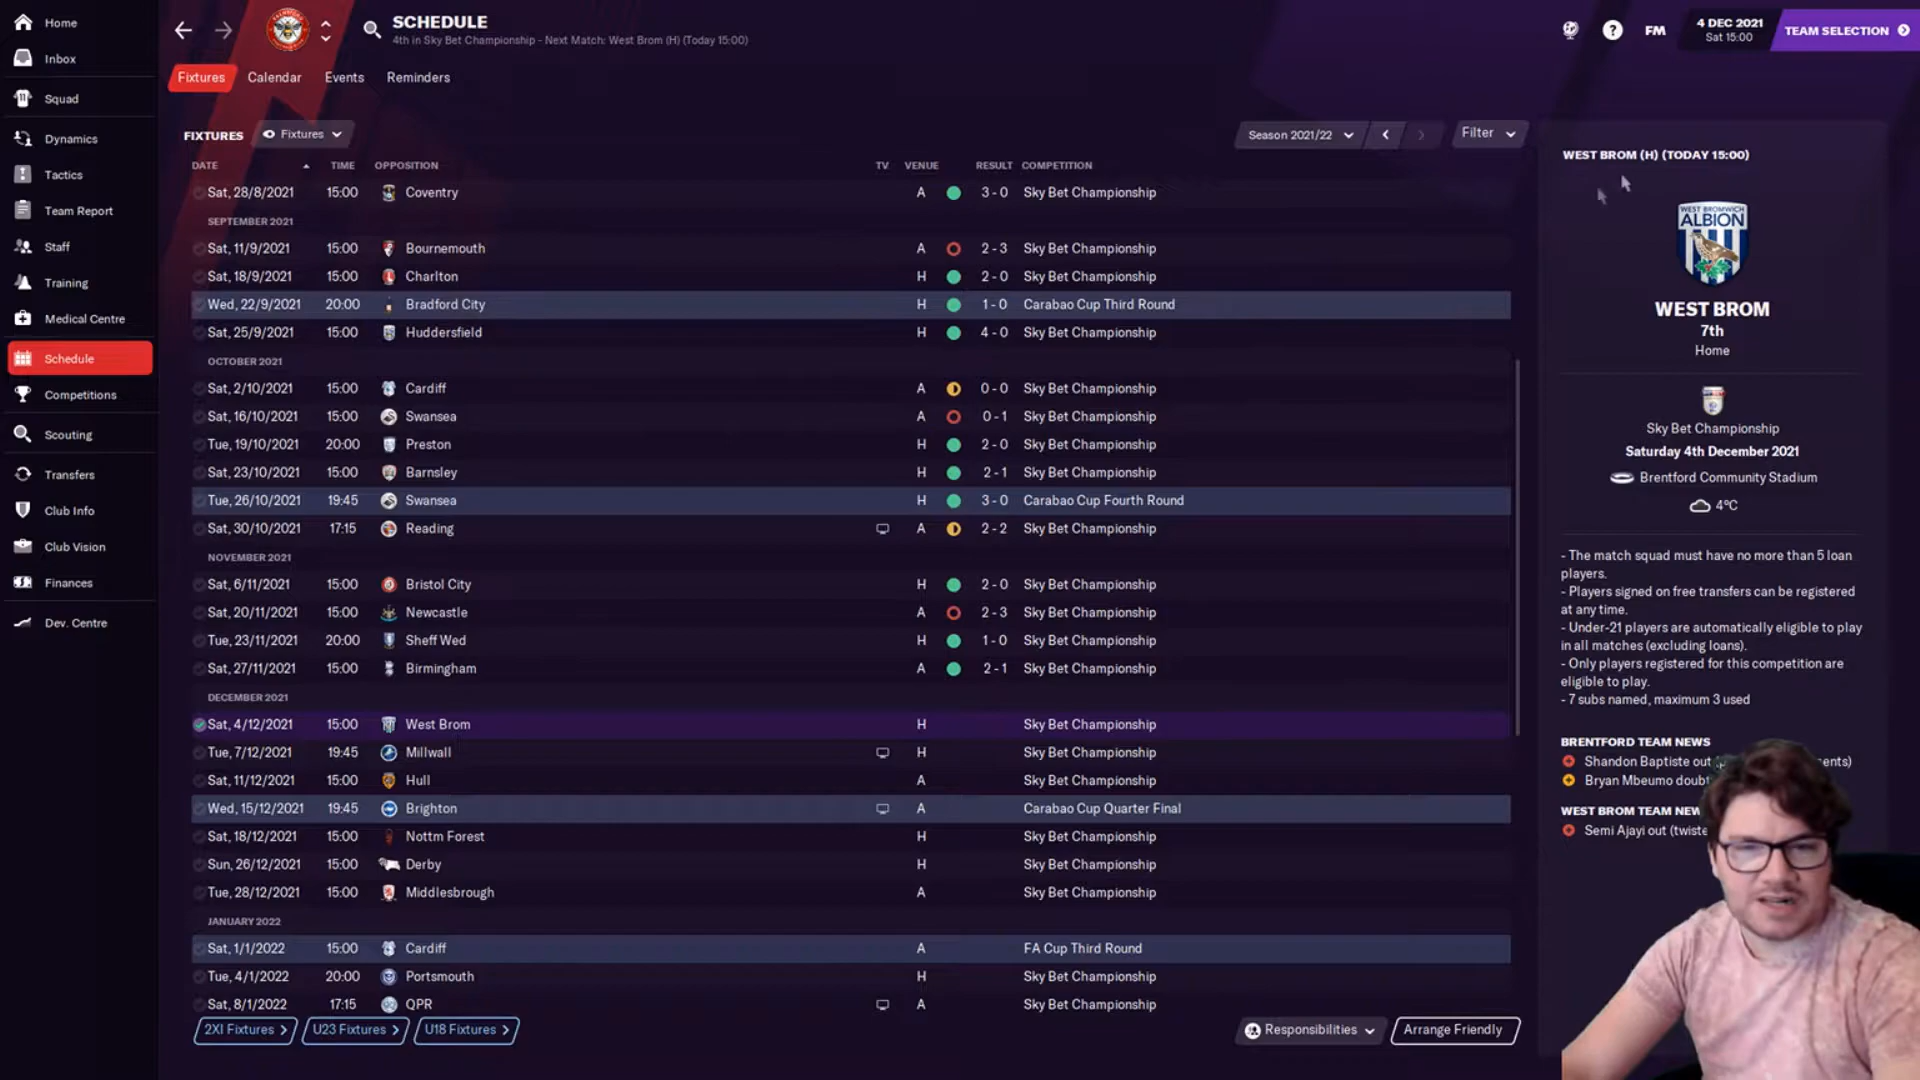 Home
Inbox
Squad
Dynamics
Tactics
Team Report
Staff
Training
Medical Centre
Schedule
Competitions
Scouting
Transfers
Club Info
Club Vision
Finances
Dev. Centre
SCHEDULE
4th in Sky Bet Championship - Next Match: West Brom (H) (Today 15:00)
FM
4 DEC 2021
Sat 15:00
TEAM SELECTION
Fixtures Calendar Events Reminders
FIXTURES Fixtures Season 2021/22 Filter
DATE TIME OPPOSITION TV VENUE RESULT COMPETITION
Sat, 28/8/2021 15:00 Coventry A 3 - 0 Sky Bet Championship
SEPTEMBER 2021
Sat, 11/9/2021 15:00 Bournemouth A 2 - 3 Sky Bet Championship
Sat, 18/9/2021 15:00 Charlton H 2 - 0 Sky Bet Championship
Wed, 22/9/2021 20:00 Bradford City H 1 - 0 Carabao Cup Third Round
Sat, 25/9/2021 15:00 Huddersfield H 4 - 0 Sky Bet Championship
OCTOBER 2021
Sat, 2/10/2021 15:00 Cardiff A 0 - 0 Sky Bet Championship
Sat, 16/10/2021 15:00 Swansea A 0 - 1 Sky Bet Championship
Tue, 19/10/2021 20:00 Preston H 2 - 0 Sky Bet Championship
Sat, 23/10/2021 15:00 Barnsley H 2 - 1 Sky Bet Championship
Tue, 26/10/2021 19:45 Swansea H 3 - 0 Carabao Cup Fourth Round
Sat, 30/10/2021 17:15 Reading A 2 - 2 Sky Bet Championship
NOVEMBER 2021
Sat, 6/11/2021 15:00 Bristol City H 2 - 0 Sky Bet Championship
Sat, 20/11/2021 15:00 Newcastle A 2 - 3 Sky Bet Championship
Tue, 23/11/2021 20:00 Sheff Wed H 1 - 0 Sky Bet Championship
Sat, 27/11/2021 15:00 Birmingham A 2 - 1 Sky Bet Championship
DECEMBER 2021
Sat, 4/12/2021 15:00 West Brom H Sky Bet Championship
Tue, 7/12/2021 19:45 Millwall H Sky Bet Championship
Sat, 11/12/2021 15:00 Hull A Sky Bet Championship
Wed, 15/12/2021 19:45 Brighton A Carabao Cup Quarter Final
Sat, 18/12/2021 15:00 Nottm Forest H Sky Bet Championship
Sun, 26/12/2021 15:00 Derby H Sky Bet Championship
Tue, 28/12/2021 15:00 Middlesbrough A Sky Bet Championship
JANUARY 2022
Sat, 1/1/2022 15:00 Cardiff A FA Cup Third Round
Tue, 4/1/2022 20:00 Portsmouth H Sky Bet Championship
Sat, 8/1/2022 17:15 QPR A Sky Bet Championship
2XI Fixtures U23 Fixtures U18 Fixtures Responsibilities Arrange Friendly
WEST BROM (H) (TODAY 15:00)
WEST BROMWICH
ALBION
WEST BROM
7th
Home
Sky Bet Championship
Saturday 4th December 2021
Brentford Community Stadium
4°C
- The match squad must have no more than 5 loan
players.
- Players signed on free transfers can be registered
at any time.
- Under-21 players are automatically eligible to play
in all matches (excluding loans).
- Only players registered for this competition are
eligible to play.
- 7 subs named, maximum 3 used
BRENTFORD TEAM NEWS
Shandon Baptiste out
Bryan Mbeumo
WEST BROM TEAM
Semi Ajayi out